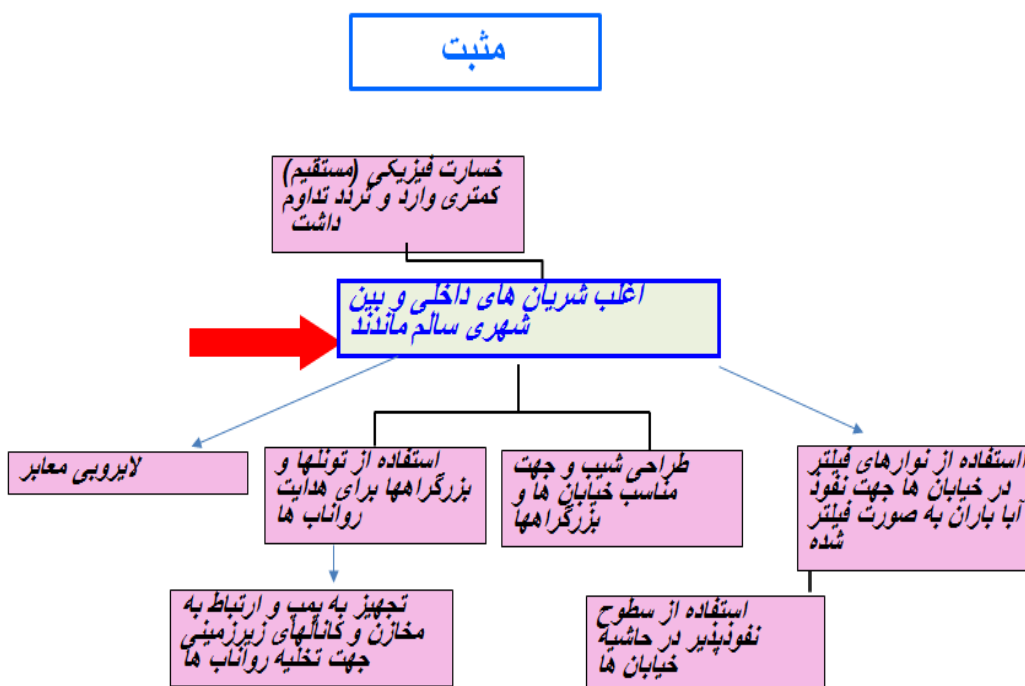 مثبت
خسارت فیزیکی (مستقیم)
کمتری وارد و تردد تداوم
داشت
اغلب شریان های داخلی و بین
شهری سالم ماندند
لایروبی معابر
استفاده از تونلها و
بزرگراهها برای هدایت
رواناب ها
طراحی شیب و جهت
مناسب خیابان ها و
بزرگراهها
ااستفاده از نوارهای فیلتر
در خیابان ها جهت نفوذ
آبا باران به صورت فیلتر
شده
تجهیز به پمپ و ارتباط به
مخازن و کانالهای زیرزمینی
جهت تخلیه رواناب ها
استفاده از سطوح
نفوذپذیر در حاشیه
خیابان ها